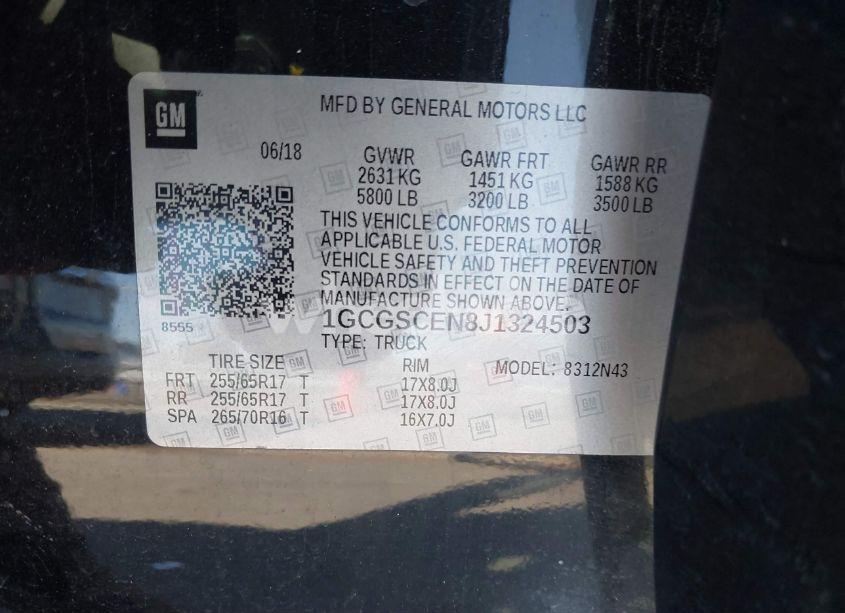 GM
MFD BY GENERAL MOTORS LLC
06/18
GVWR GAWR FRT GAWR RR
2631 KG 1451 KG 1588 KG
5800 LB 3200 LB 3500 LB
THIS VEHICLE CONFORMS TO ALL
APPLICABLE U.S. FEDERAL MOTOR
VEHICLE SAFETY AND THEFT PREVENTION
STANDARDS IN EFFECT ON THE DATE OF
MANUFACTURE SHOWN ABOVE.
8555
1GCGSCEN8J1324503
TYPE: TRUCK
TIRE SIZE RIM MODEL: 8312N43
FRT 255/65R17 T 17X8.0J
RR 255/65R17 T 17X8.0J
SPA 265/70R16 T 16X7.0J